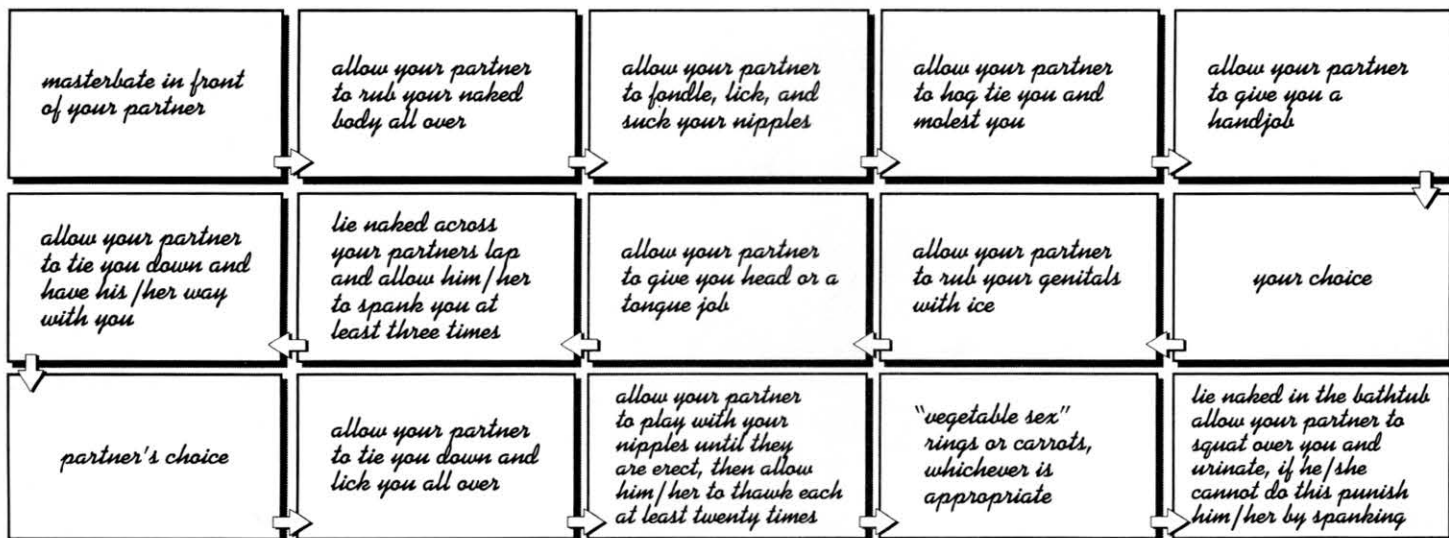 masterbate in front
of your partner
allow your partner
to rub your naked
body all over
allow your partner
to fondle, lick, and
suck your nipples
allow your partner
to hog tie you and
molest you
allow your partner
to give you a
handjob
your choice
allow your partner
to rub your genitals
with ice
allow your partner
to give you head or a
tongue job
lie naked across
your partners lap
and allow him/her
to spank you at
least three times
allow your partner
to tie you down and
have his/her way
with you
partner's choice
allow your partner
to tie you down and
lick you all over
allow your partner
to play with your
nipples until they
are erect, then allow
him/her to thawk each
at least twenty times
"vegetable sex"
rings or carrots,
whichever is
appropriate
lie naked in the bathtub
allow your partner to
squat over you and
urinate, if he/she
cannot do this punish
him/her by spanking